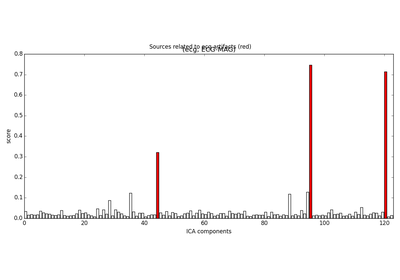 Sources related to ecg artifacts (red)
(ecg, ECG-MAG)
0.8
0.7
0.6
0.5
0.4
0.3
0.2
0.1
0.0
score
0 20 40 60 80 100 120
ICA components